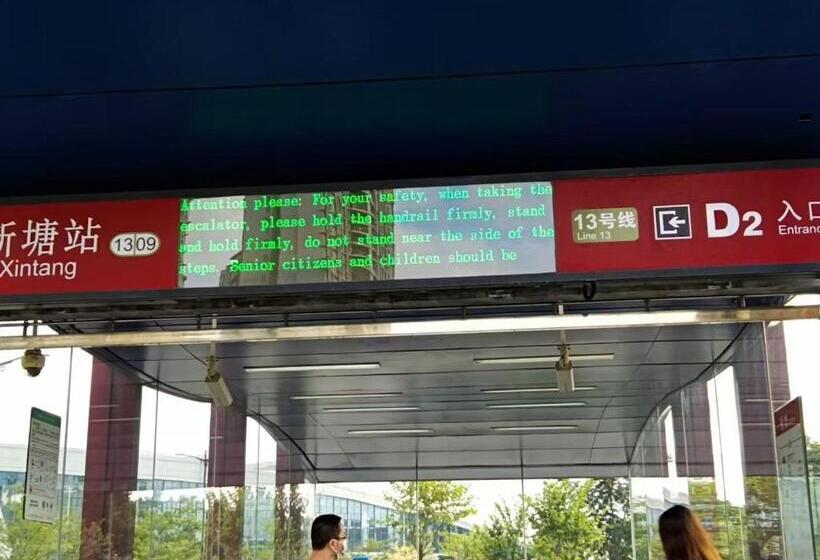 新塘站
Xintang
13 09
Attention please: For your safety, when taking the
escalator, please hold the handrail firmly, stand
and hold firmly, do not stand near the side of the
steps. Senior citizens and children should be
13号线
Line 13
D2
入口